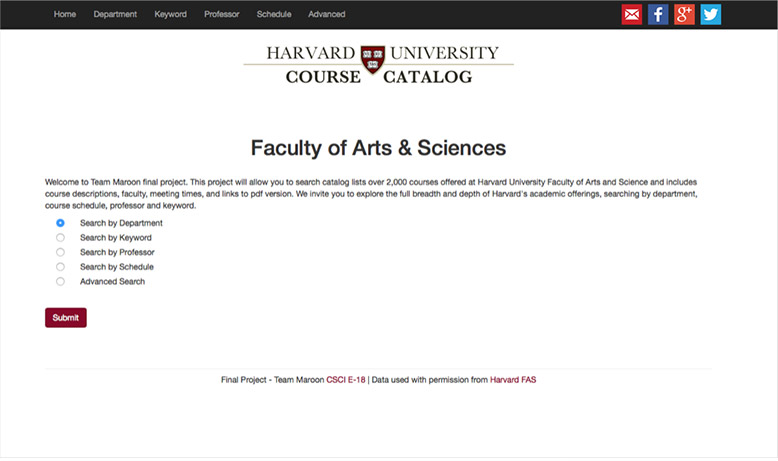 Home Department Keyword Professor Schedule Advanced
HARVARD UNIVERSITY
COURSE CATALOG
Faculty of Arts & Sciences
Welcome to Team Maroon final project. This project will allow you to search catalog lists over 2,000 courses offered at Harvard University Faculty of Arts and Science and includes
course descriptions, faculty, meeting times, and links to pdf version. We invite you to explore the full breadth and depth of Harvard's academic offerings, searching by department,
course schedule, professor and keyword.
Search by Department
Search by Keyword
Search by Professor
Search by Schedule
Advanced Search
Submit
Final Project - Team Maroon CSCI E-18 | Data used with permission from Harvard FAS